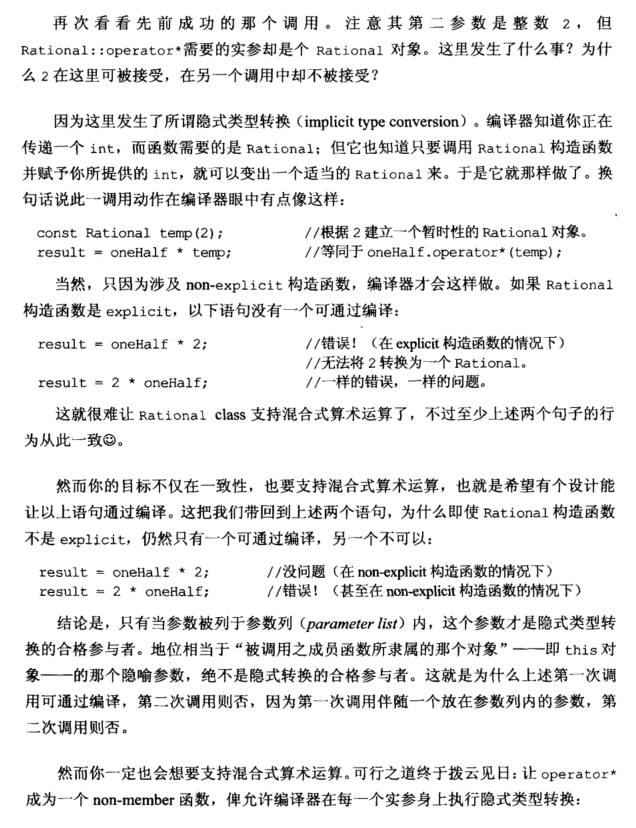 再次看看先前成功的那个调用。注意其第二参数是整数 2，但
Rational::operator*需要的实参却是个 Rational 对象。这里发生了什么事？为什
么 2 在这里可被接受，在另一个调用中却不被接受？
因为这里发生了所谓隐式类型转换（implicit type conversion）。编译器知道你正在
传递一个 int，而函数需要的是 Rational；但它也知道只要调用 Rational 构造函数
并赋予你所提供的 int，就可以变出一个适当的 Rational 来。于是它就那样做了。换
句话说此一调用动作在编译器眼中有点像这样：
const Rational temp(2); //根据 2 建立一个暂时性的 Rational 对象。
result = oneHalf * temp; //等同于 oneHalf.operator*(temp);
当然，只因为涉及 non-explicit 构造函数，编译器才会这样做。如果 Rational
构造函数是 explicit，以下语句没有一个可通过编译：
result = oneHalf * 2; //错误！（在 explicit 构造函数的情况下）
//无法将 2 转换为一个 Rational。
result = 2 * oneHalf; //一样的错误，一样的问题。
这就很难让 Rational class 支持混合式算术运算了，不过至少上述两个句子的行
为从此一致☺。
然而你的目标不仅在一致性，也要支持混合式算术运算，也就是希望有个设计能
让以上语句通过编译。这把我们带回到上述两个语句，为什么即使 Rational 构造函数
不是 explicit，仍然只有一个可通过编译，另一个不可以：
result = oneHalf * 2; //没问题（在 non-explicit 构造函数的情况下）
result = 2 * oneHalf; //错误！（甚至在 non-explicit 构造函数的情况下）
结论是，只有当参数被列于参数列（parameter list）内，这个参数才是隐式类型转
换的合格参与者。地位相当于“被调用之成员函数所隶属的那个对象”——即 this 对
象——的那个隐喻参数，绝不是隐式转换的合格参与者。这就是为什么上述第一次调
用可通过编译，第二次调用则否，因为第一次调用伴随一个放在参数列内的参数，第
二次调用则否。
然而你一定也会想要支持混合式算术运算。可行之道终于拨云见日：让 operator*
成为一个 non-member 函数，俾允许编译器在每一个实参身上执行隐式类型转换：